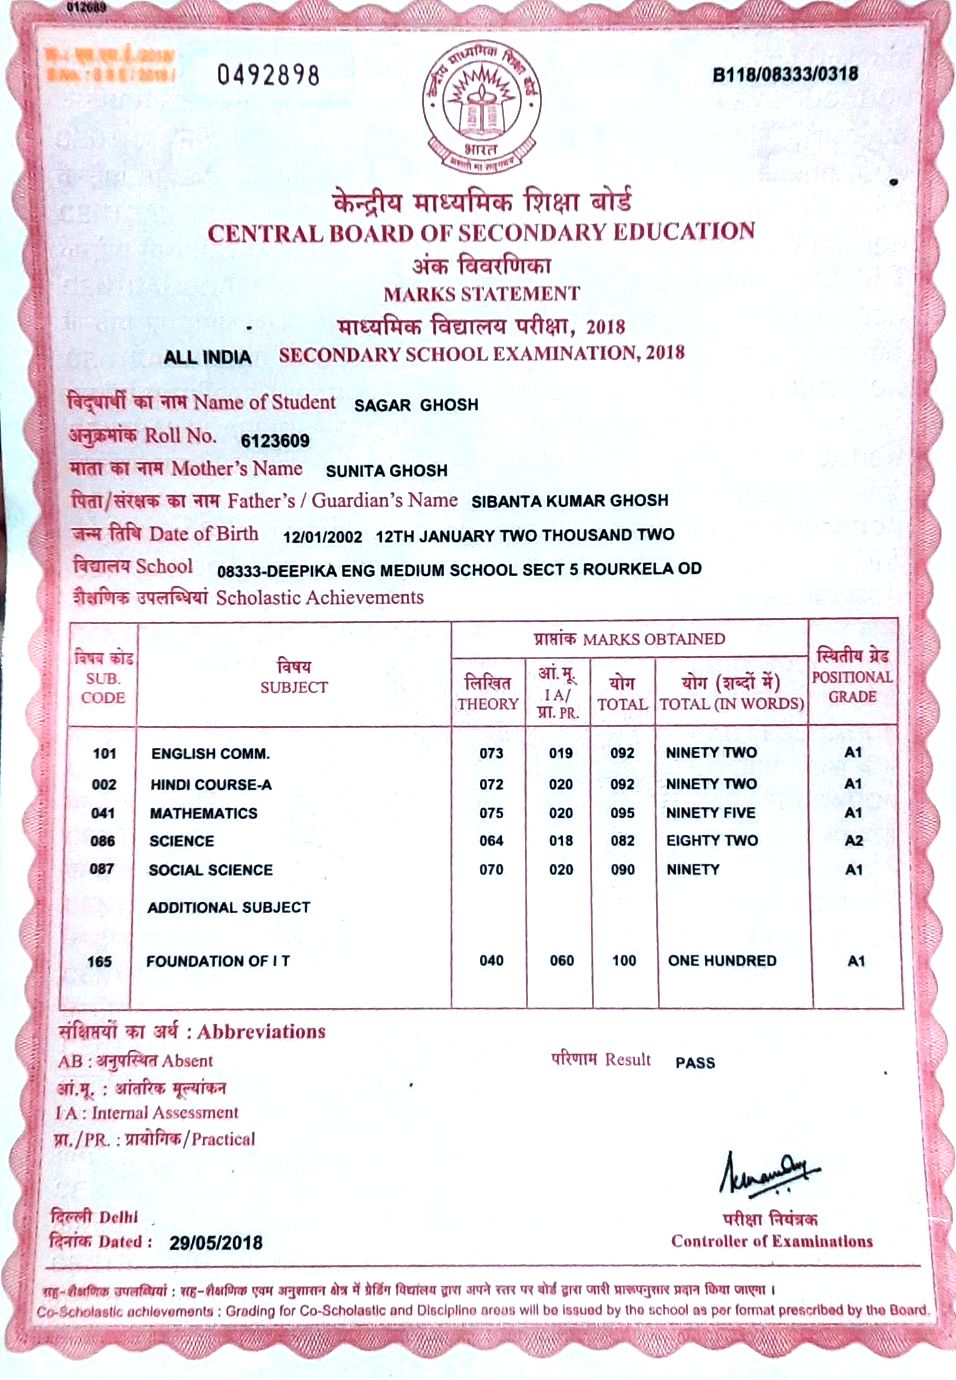 012689
0492898
B118/08333/0318
भारत
केन्द्रीय माध्यमिक शिक्षा बोर्ड
CENTRAL BOARD OF SECONDARY EDUCATION
अंक विवरणिका
MARKS STATEMENT
माध्यमिक विद्यालय परीक्षा, 2018
ALL INDIA SECONDARY SCHOOL EXAMINATION, 2018
विद्यार्थी का नाम Name of Student SAGAR GHOSH
अनुक्रमांक Roll No. 6123609
माता का नाम Mother's Name SUNITA GHOSH
पिता/संरक्षक का नाम Father's / Guardian's Name SIBANTA KUMAR GHOSH
जन्म तिथि Date of Birth 12/01/2002 12TH JANUARY TWO THOUSAND TWO
विद्यालय School 08333-DEEPIKA ENG MEDIUM SCHOOL SECT 5 ROURKELA OD
शैक्षणिक उपलब्धियां Scholastic Achievements
विषय कोड SUB. CODE
विषय SUBJECT
प्राप्तांक MARKS OBTAINED
लिखित THEORY
आं.मू. I A/ प्रा. PR.
योग TOTAL
योग (शब्दों में) TOTAL (IN WORDS)
स्थितीय ग्रेड POSITIONAL GRADE
101 ENGLISH COMM. 073 019 092 NINETY TWO A1
002 HINDI COURSE-A 072 020 092 NINETY TWO A1
041 MATHEMATICS 075 020 095 NINETY FIVE A1
086 SCIENCE 064 018 082 EIGHTY TWO A2
087 SOCIAL SCIENCE 070 020 090 NINETY A1
ADDITIONAL SUBJECT
165 FOUNDATION OF I T 040 060 100 ONE HUNDRED A1
संक्षिप्तियों का अर्थ : Abbreviations
AB : अनुपस्थित Absent
परिणाम Result PASS
आं.मू. : आंतरिक मूल्यांकन
I A : Internal Assessment
प्रा./PR. : प्रायोगिक/Practical
दिल्ली Delhi
दिनांक Dated : 29/05/2018
परीक्षा नियंत्रक
Controller of Examinations
सह-शैक्षणिक उपलब्धियां : सह-शैक्षणिक एवम अनुशासन क्षेत्र में ग्रेडिंग विद्यालय द्वारा अपने स्तर पर बोर्ड द्वारा जारी प्रारूपनुसार प्रदान किया जाएगा ।
Co-Scholastic achievements : Grading for Co-Scholastic and Discipline areas will be issued by the school as per format prescribed by the Board.